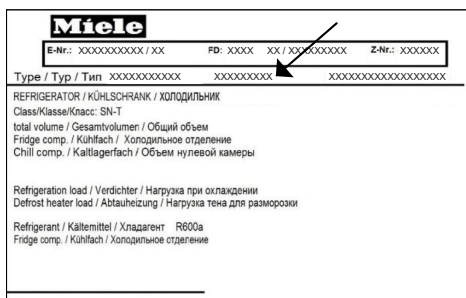 Miele
E-Nr.: XXXXXXXXXX / XX FD: XXXX XX / XXXXXXXXX Z-Nr.: XXXXXX
Type / Typ / Тип XXXXXXXXXXX XXXXXXXXX XXXXXXXXXXXXXXXXXX
REFRIGERATOR / KÜHLSCHRANK / ХОЛОДИЛЬНИК
Class/Klasse/Класс: SN-T
total volume / Gesamtvolumen / Общий объем
Fridge comp. / Kühlfach / Холодильное отделение
Chill comp. / Kaltlagerfach / Объем нулевой камеры
Refrigeration load / Verdichter / Нагрузка при охлаждении
Defrost heater load / Abtauheizung / Нагрузка тена для разморозки
Refrigerant / Kältemittel / Хладагент R600a
Fridge comp. / Kühlfach / Холодильное отделение